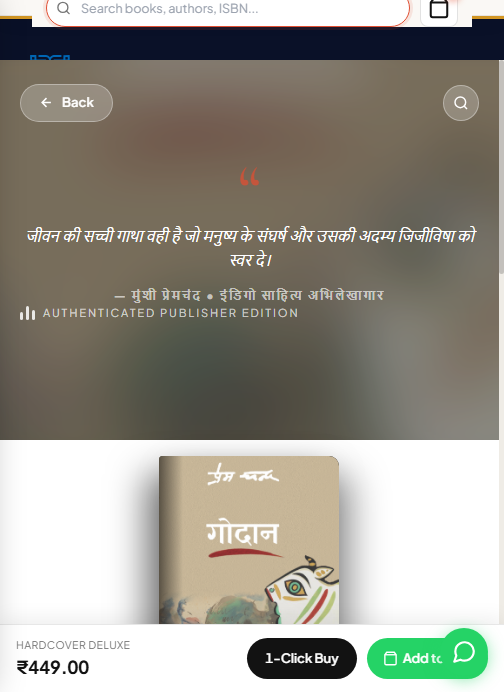 Search books, authors, ISBN...
Back
“
जीवन की सच्ची गाथा वही है जो मनुष्य के संघर्ष और उसकी अदम्य जिजीविषा को
स्वर दे।
— मुंशी प्रेमचंद • इंडिगो साहित्य अभिलेखागार
AUTHENTICATED PUBLISHER EDITION
प्रेमचन्द
गोदान
HARDCOVER DELUXE
₹449.00
1-Click Buy
Add to